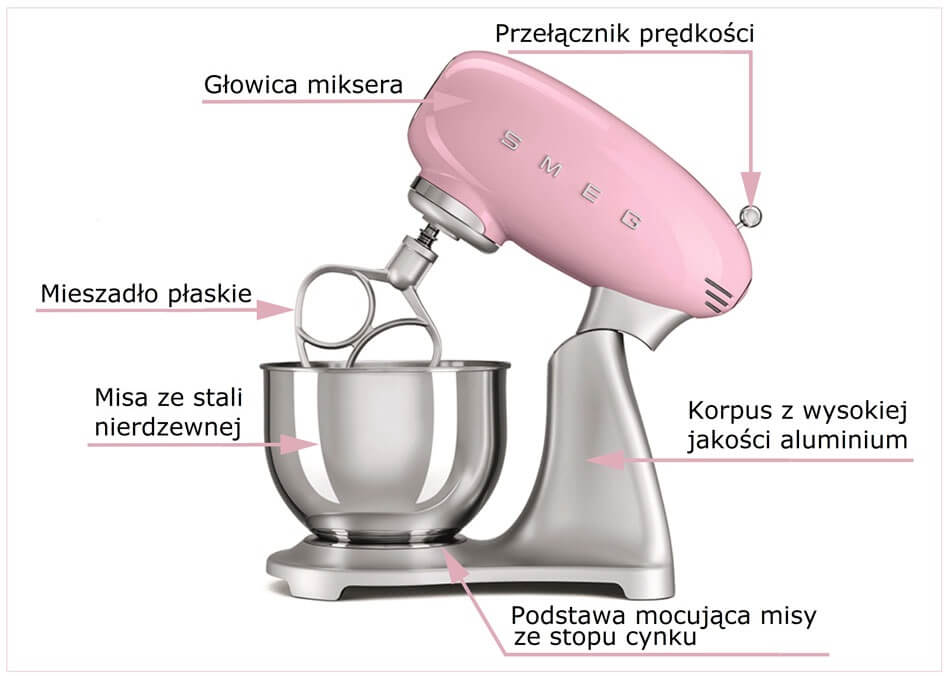 Przełącznik prędkości
Głowica miksera
SMEG
Mieszadło płaskie
Misa ze stali
nierdzewnej
Korpus z wysokiej
jakości aluminium
Podstawa mocująca misy
ze stopu cynku